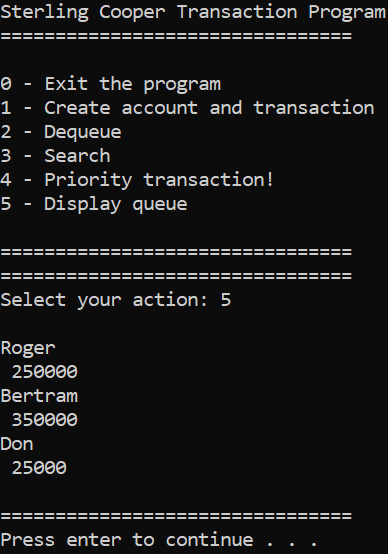 Sterling Cooper Transaction Program
================================
0 - Exit the program
1 - Create account and transaction
2 - Dequeue
3 - Search
4 - Priority transaction!
5 - Display queue
================================
================================
Select your action: 5
Roger
 250000
Bertram
 350000
Don
 25000
================================
Press enter to continue . . .